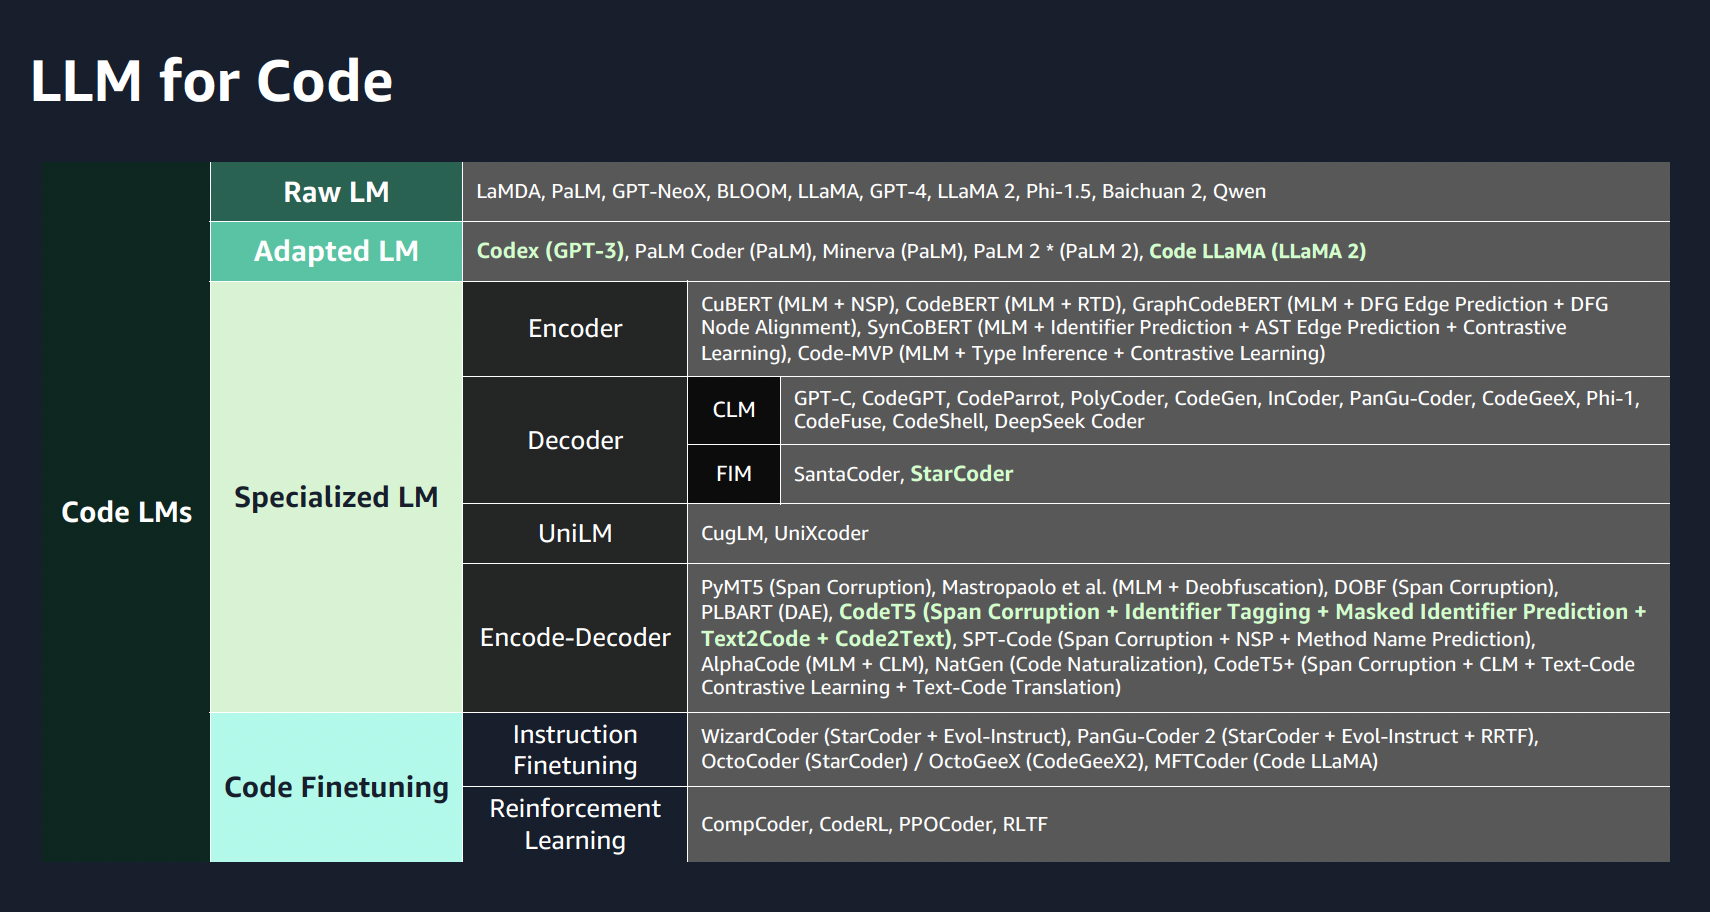 LLM for Code
Code LMs
Raw LM
LaMDA, PaLM, GPT-NeoX, BLOOM, LLaMA, GPT-4, LLaMA 2, Phi-1.5, Baichuan 2, Qwen
Adapted LM
Codex (GPT-3), PaLM Coder (PaLM), Minerva (PaLM), PaLM 2 * (PaLM 2), Code LLaMA (LLaMA 2)
Specialized LM
Encoder
CuBERT (MLM + NSP), CodeBERT (MLM + RTD), GraphCodeBERT (MLM + DFG Edge Prediction + DFG
Node Alignment), SynCoBERT (MLM + Identifier Prediction + AST Edge Prediction + Contrastive
Learning), Code-MVP (MLM + Type Inference + Contrastive Learning)
Decoder
CLM
GPT-C, CodeGPT, CodeParrot, PolyCoder, CodeGen, InCoder, PanGu-Coder, CodeGeeX, Phi-1,
CodeFuse, CodeShell, DeepSeek Coder
FIM
SantaCoder, StarCoder
UniLM
CugLM, UniXcoder
Encode-Decoder
PyMT5 (Span Corruption), Mastropaolo et al. (MLM + Deobfuscation), DOBF (Span Corruption),
PLBART (DAE), CodeT5 (Span Corruption + Identifier Tagging + Masked Identifier Prediction +
Text2Code + Code2Text), SPT-Code (Span Corruption + NSP + Method Name Prediction),
AlphaCode (MLM + CLM), NatGen (Code Naturalization), CodeT5+ (Span Corruption + CLM + Text-Code
Contrastive Learning + Text-Code Translation)
Code Finetuning
Instruction
Finetuning
WizardCoder (StarCoder + Evol-Instruct), PanGu-Coder 2 (StarCoder + Evol-Instruct + RRTF),
OctoCoder (StarCoder) / OctoGeeX (CodeGeeX2), MFTCoder (Code LLaMA)
Reinforcement
Learning
CompCoder, CodeRL, PPOCoder, RLTF